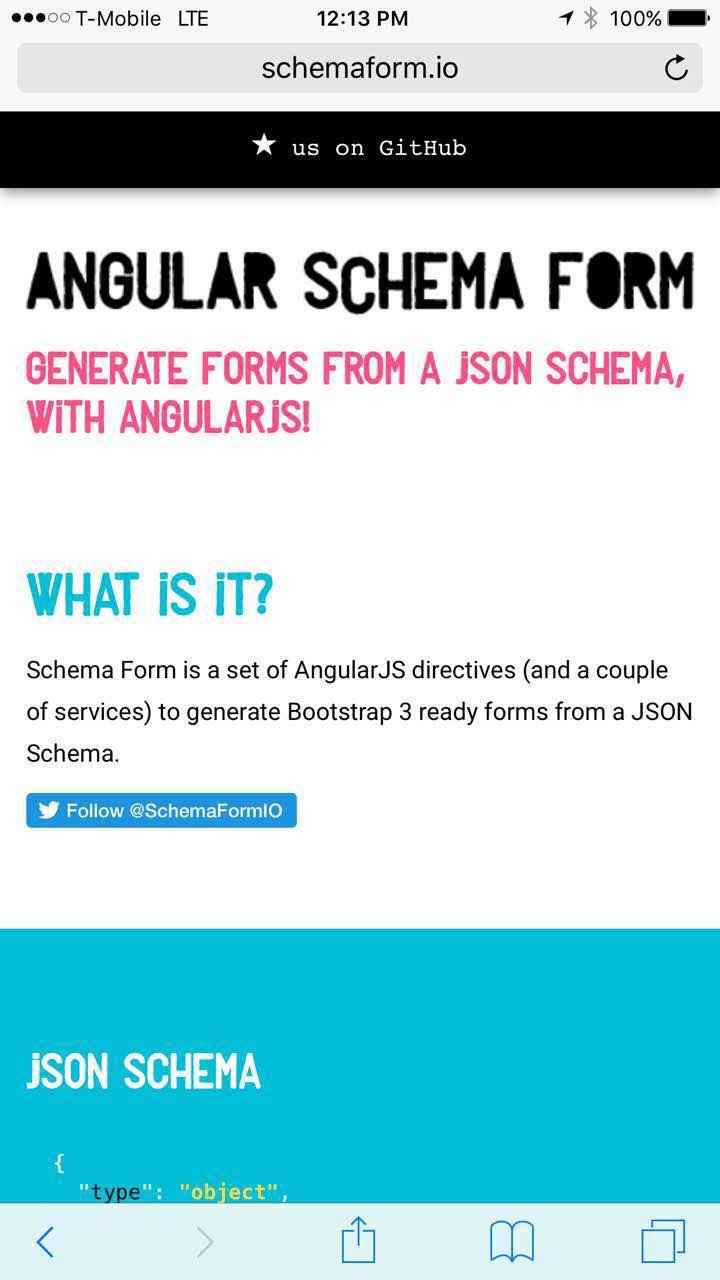 T-Mobile LTE 12:13 PM 100%
schemaform.io
★ us on GitHub
ANGULAR SCHEMA FORM
GENERATE FORMS FROM A JSON SCHEMA,
WITH ANGULARJS!
WHAT IS IT?
Schema Form is a set of AngularJS directives (and a couple
of services) to generate Bootstrap 3 ready forms from a JSON
Schema.
Follow @SchemaFormIO
JSON SCHEMA
{
"type": "object",